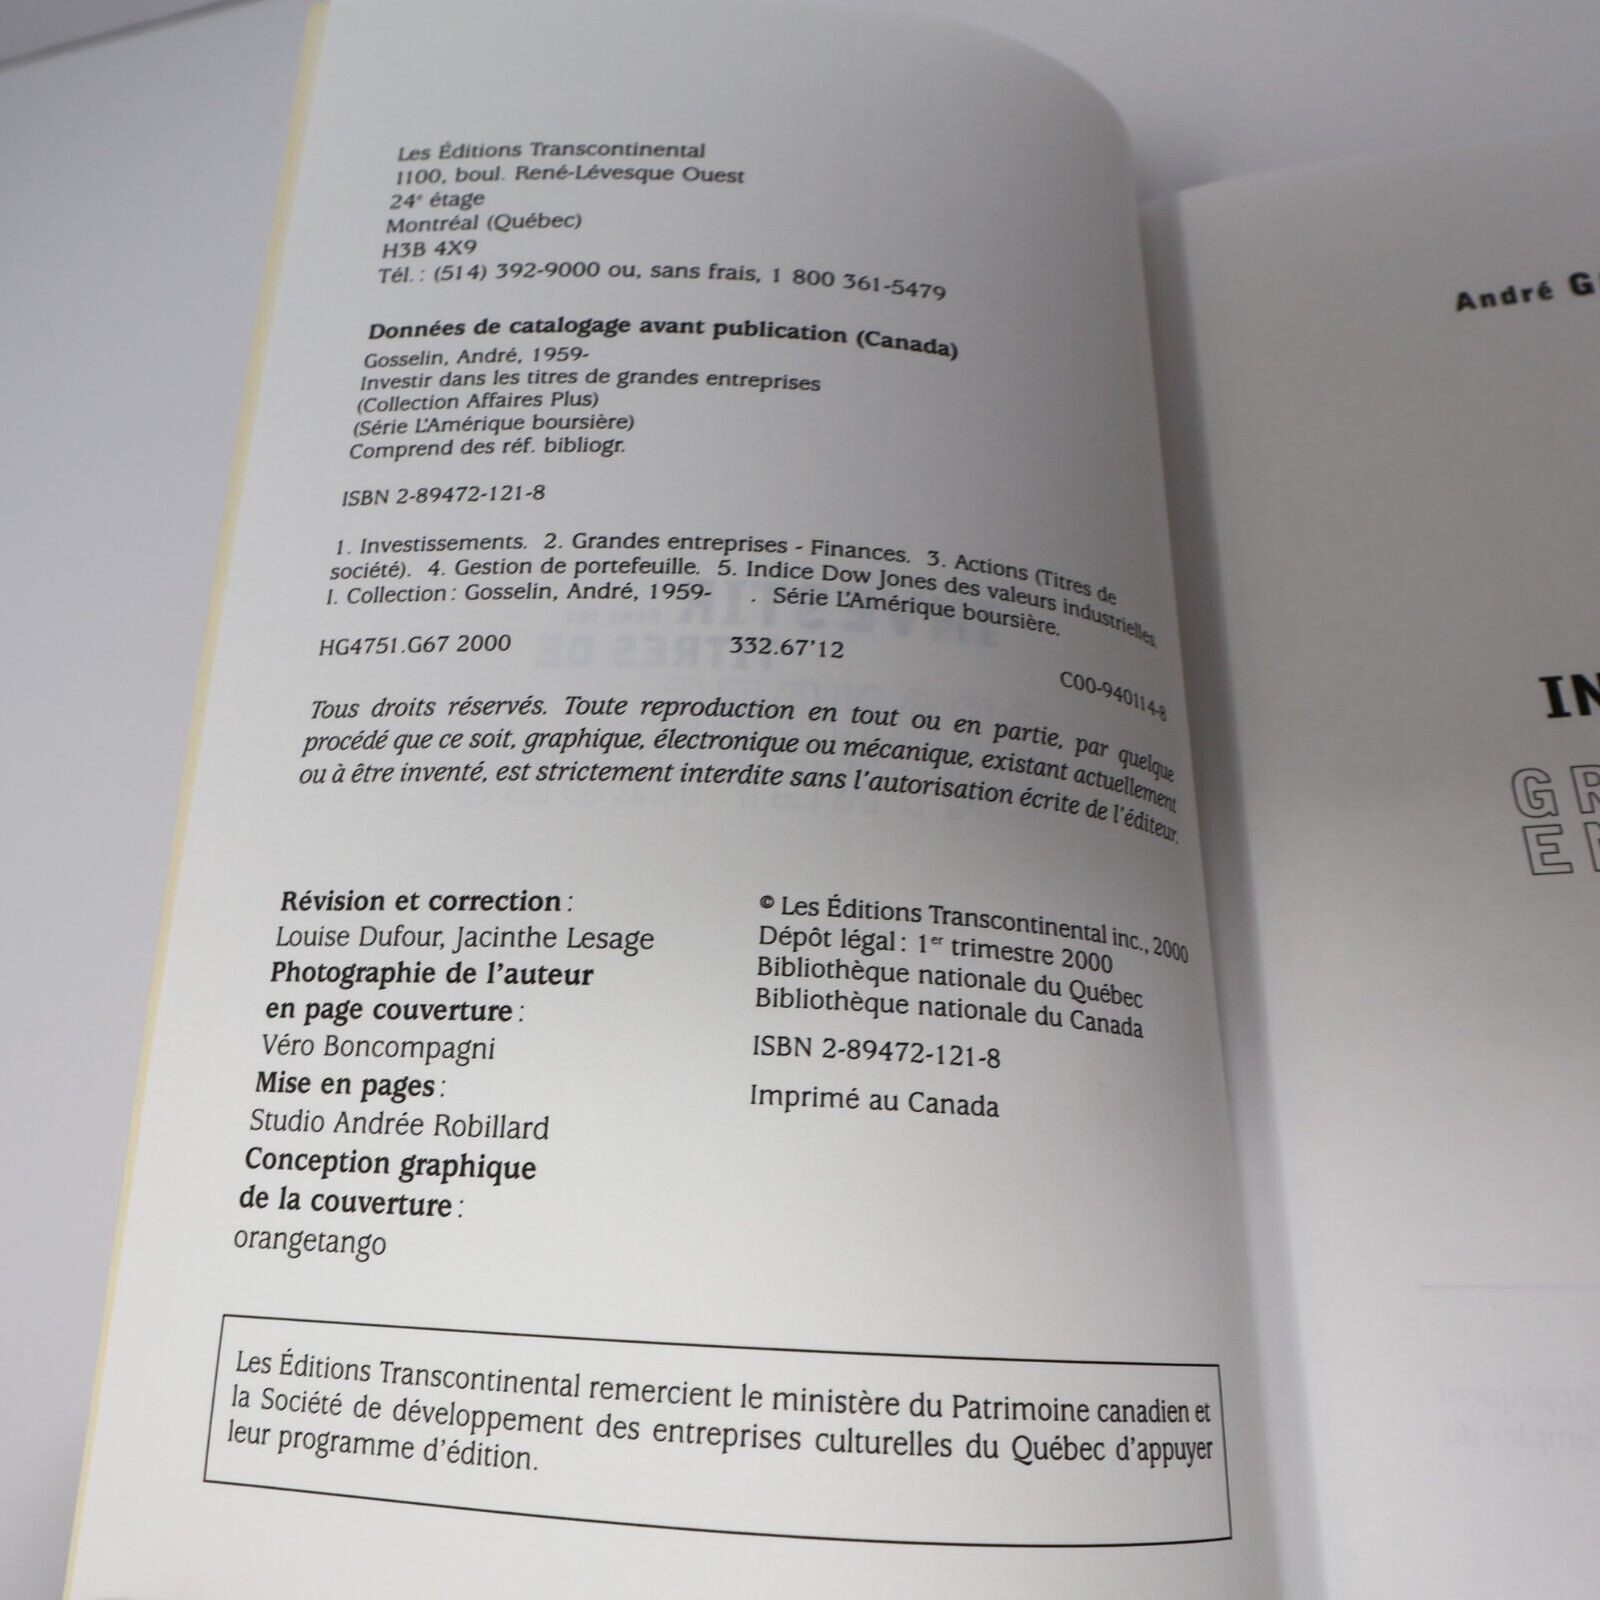 Les Éditions Transcontinental
1100, boul. René-Lévesque Ouest
24e étage
Montréal (Québec)
H3B 4X9
Tél. : (514) 392-9000 ou, sans frais, 1 800 361-5479
Données de catalogage avant publication (Canada)
Gosselin, André, 1959-
Investir dans les titres de grandes entreprises
(Collection Affaires Plus)
(Série L'Amérique boursière)
Comprend des réf. bibliogr.
ISBN 2-89472-121-8
1. Investissements. 2. Grandes entreprises - Finances. 3. Actions (Titres de
société). 4. Gestion de portefeuille. 5. Indice Dow Jones des valeurs industrielles.
I. Collection : Gosselin, André, 1959- . Série L'Amérique boursière.
HG4751.G67 2000 332.67'12
C00-940114-8
Tous droits réservés. Toute reproduction en tout ou en partie, par quelque
procédé que ce soit, graphique, électronique ou mécanique, existant actuellement
ou à être inventé, est strictement interdite sans l'autorisation écrite de l'éditeur.
Révision et correction :
Louise Dufour, Jacinthe Lesage
Photographie de l'auteur
en page couverture :
Véro Boncompagni
Mise en pages :
Studio Andrée Robillard
Conception graphique
de la couverture :
orangetango
© Les Éditions Transcontinental inc., 2000
Dépôt légal : 1er trimestre 2000
Bibliothèque nationale du Québec
Bibliothèque nationale du Canada
ISBN 2-89472-121-8
Imprimé au Canada
Les Éditions Transcontinental remercient le ministère du Patrimoine canadien et
la Société de développement des entreprises culturelles du Québec d'appuyer
leur programme d'édition.
André G
IN
GR
EN